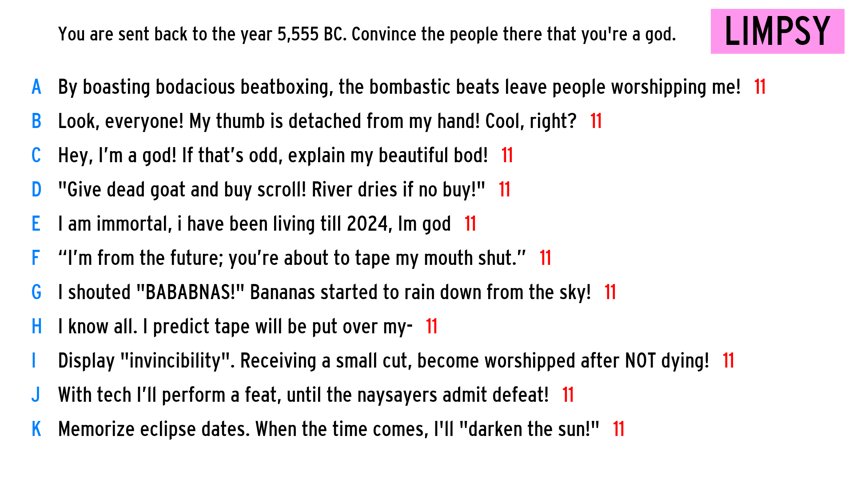 You are sent back to the year 5,555 BC. Convince the people there that you're a god.
LIMPSY
A By boasting bodacious beatboxing, the bombastic beats leave people worshipping me! 11
B Look, everyone! My thumb is detached from my hand! Cool, right? 11
C Hey, I’m a god! If that’s odd, explain my beautiful bod! 11
D "Give dead goat and buy scroll! River dries if no buy!" 11
E I am immortal, i have been living till 2024, Im god 11
F “I’m from the future; you’re about to tape my mouth shut.” 11
G I shouted "BABABNAS!" Bananas started to rain down from the sky! 11
H I know all. I predict tape will be put over my- 11
I Display "invincibility". Receiving a small cut, become worshipped after NOT dying! 11
J With tech I’ll perform a feat, until the naysayers admit defeat! 11
K Memorize eclipse dates. When the time comes, I'll "darken the sun!" 11